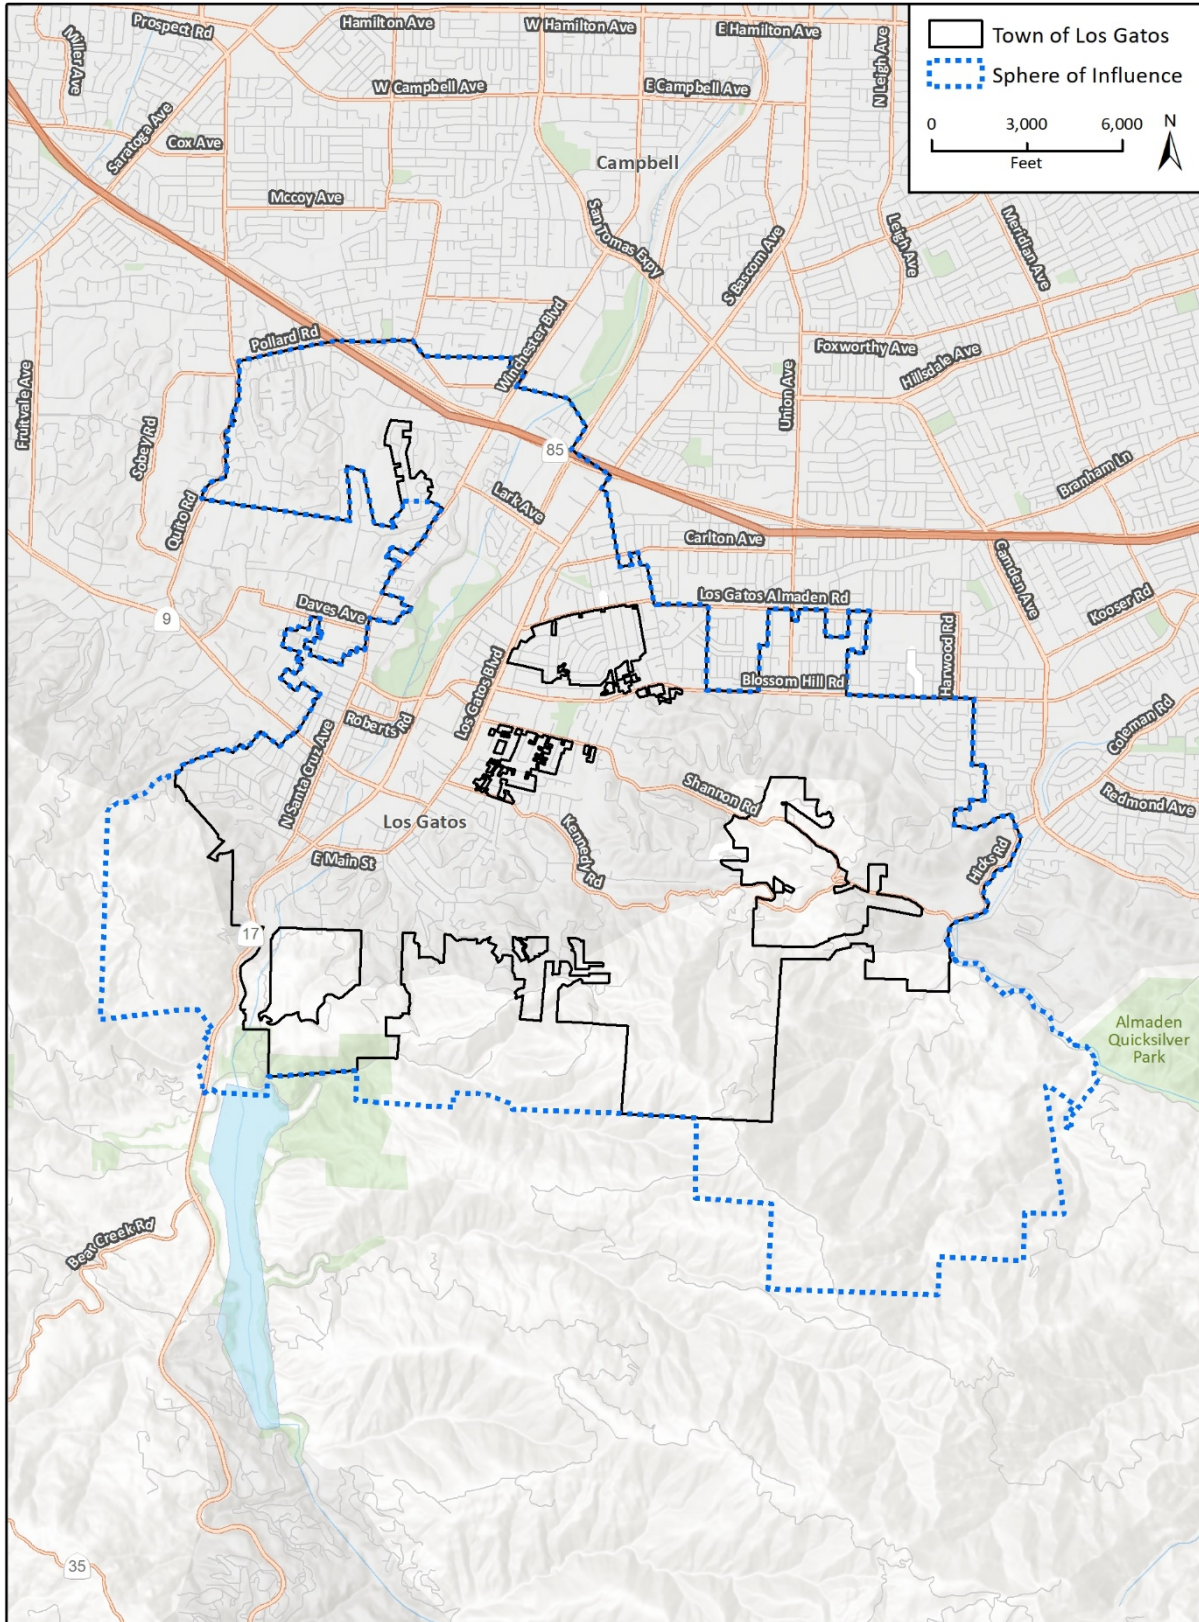 Prospect Rd
Hamilton Ave
W Hamilton Ave
E Hamilton Ave
Miller Ave
N Leigh Ave
Town of Los Gatos
Sphere of Influence
0 3,000 6,000
Feet
N
W Campbell Ave
E Campbell Ave
Saratoga Ave
Cox Ave
Campbell
Mccoy Ave
San Tomas Expy
S Bascom Ave
Leigh Ave
Meridian Ave
Pollard Rd
Winchester Blvd
Foxworthy Ave
Hillsdale Ave
Fruitvale Ave
Union Ave
Sobey Rd
85
Branham Ln
Quito Rd
Lark Ave
Carlton Ave
Camden Ave
Daves Ave
Los Gatos Almaden Rd
Kooser Rd
9
Harwood Rd
Los Gatos Blvd
Blossom Hill Rd
Roberts Rd
Coleman Rd
N Santa Cruz Ave
Shannon Rd
Redmond Ave
Los Gatos
Kennedy Rd
E Main St
Hicks Rd
17
Almaden
Quicksilver
Park
Bear Creek Rd
35